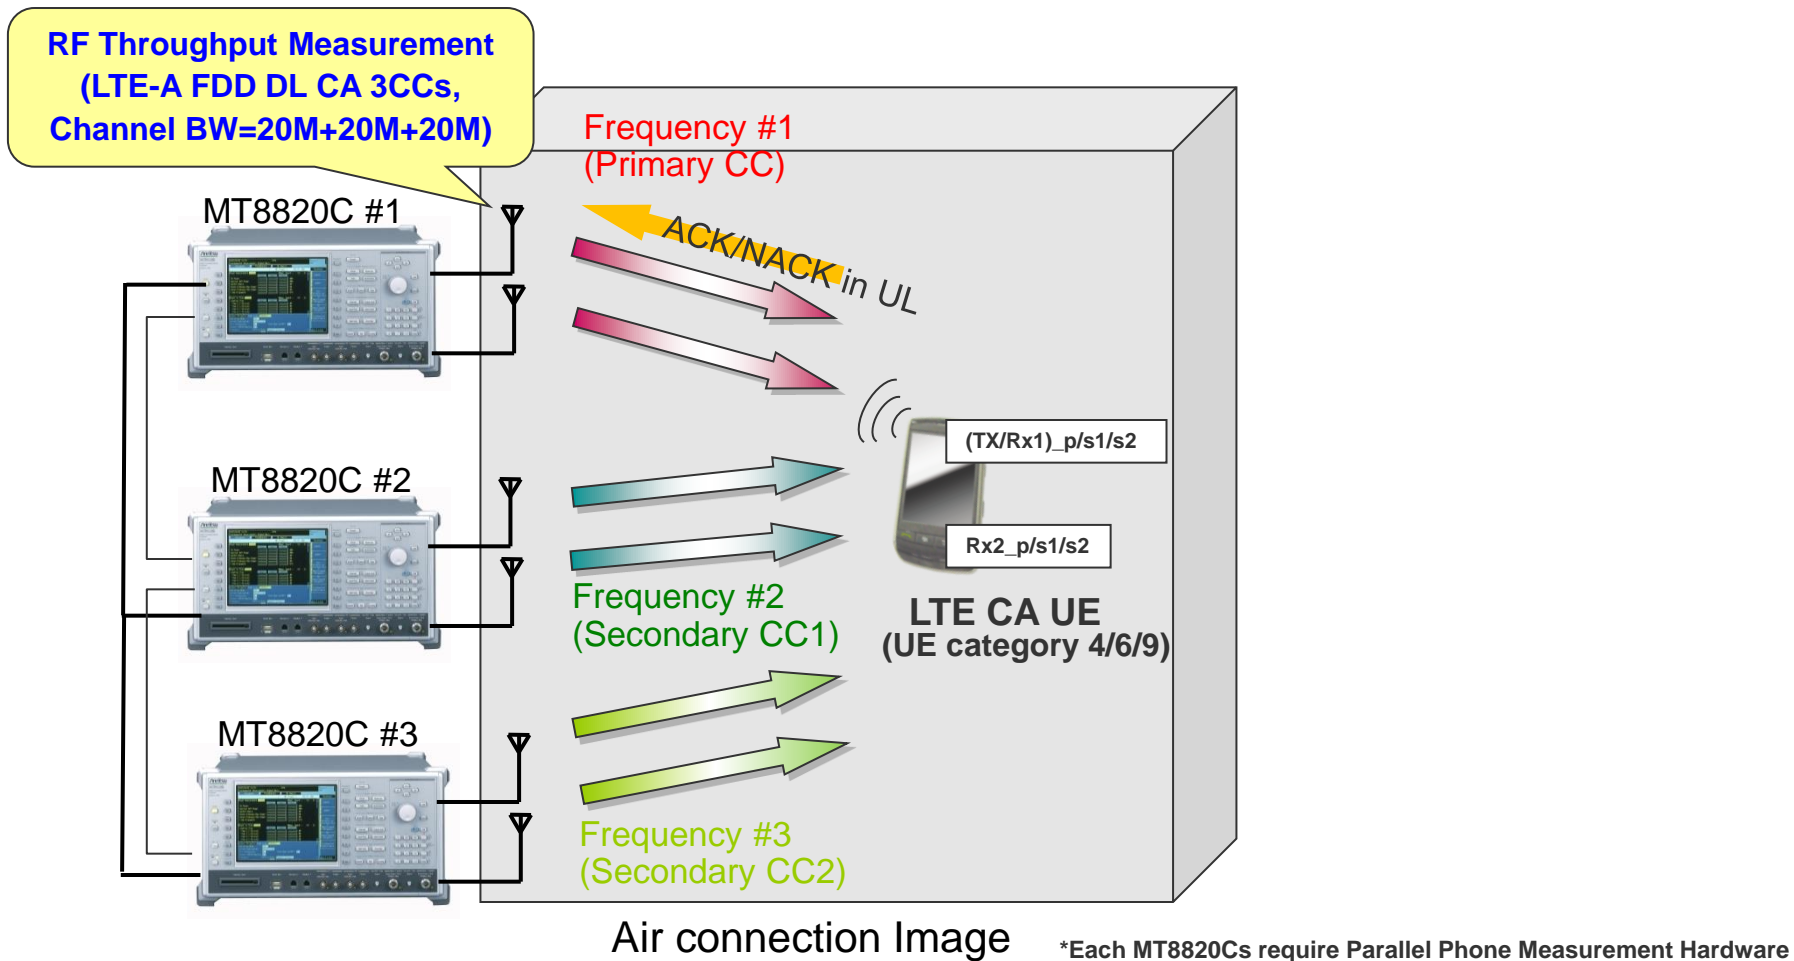 RF Throughput Measurement
(LTE-A FDD DL CA 3CCs,
Channel BW=20M+20M+20M)
Frequency #1
(Primary CC)
MT8820C #1
ACK/NACK in UL
(TX/Rx1)_p/s1/s2
MT8820C #2
Rx2_p/s1/s2
Frequency #2
(Secondary CC1)
LTE CA UE
(UE category 4/6/9)
MT8820C #3
Frequency #3
(Secondary CC2)
Air connection Image
*Each MT8820Cs require Parallel Phone Measurement Hardware